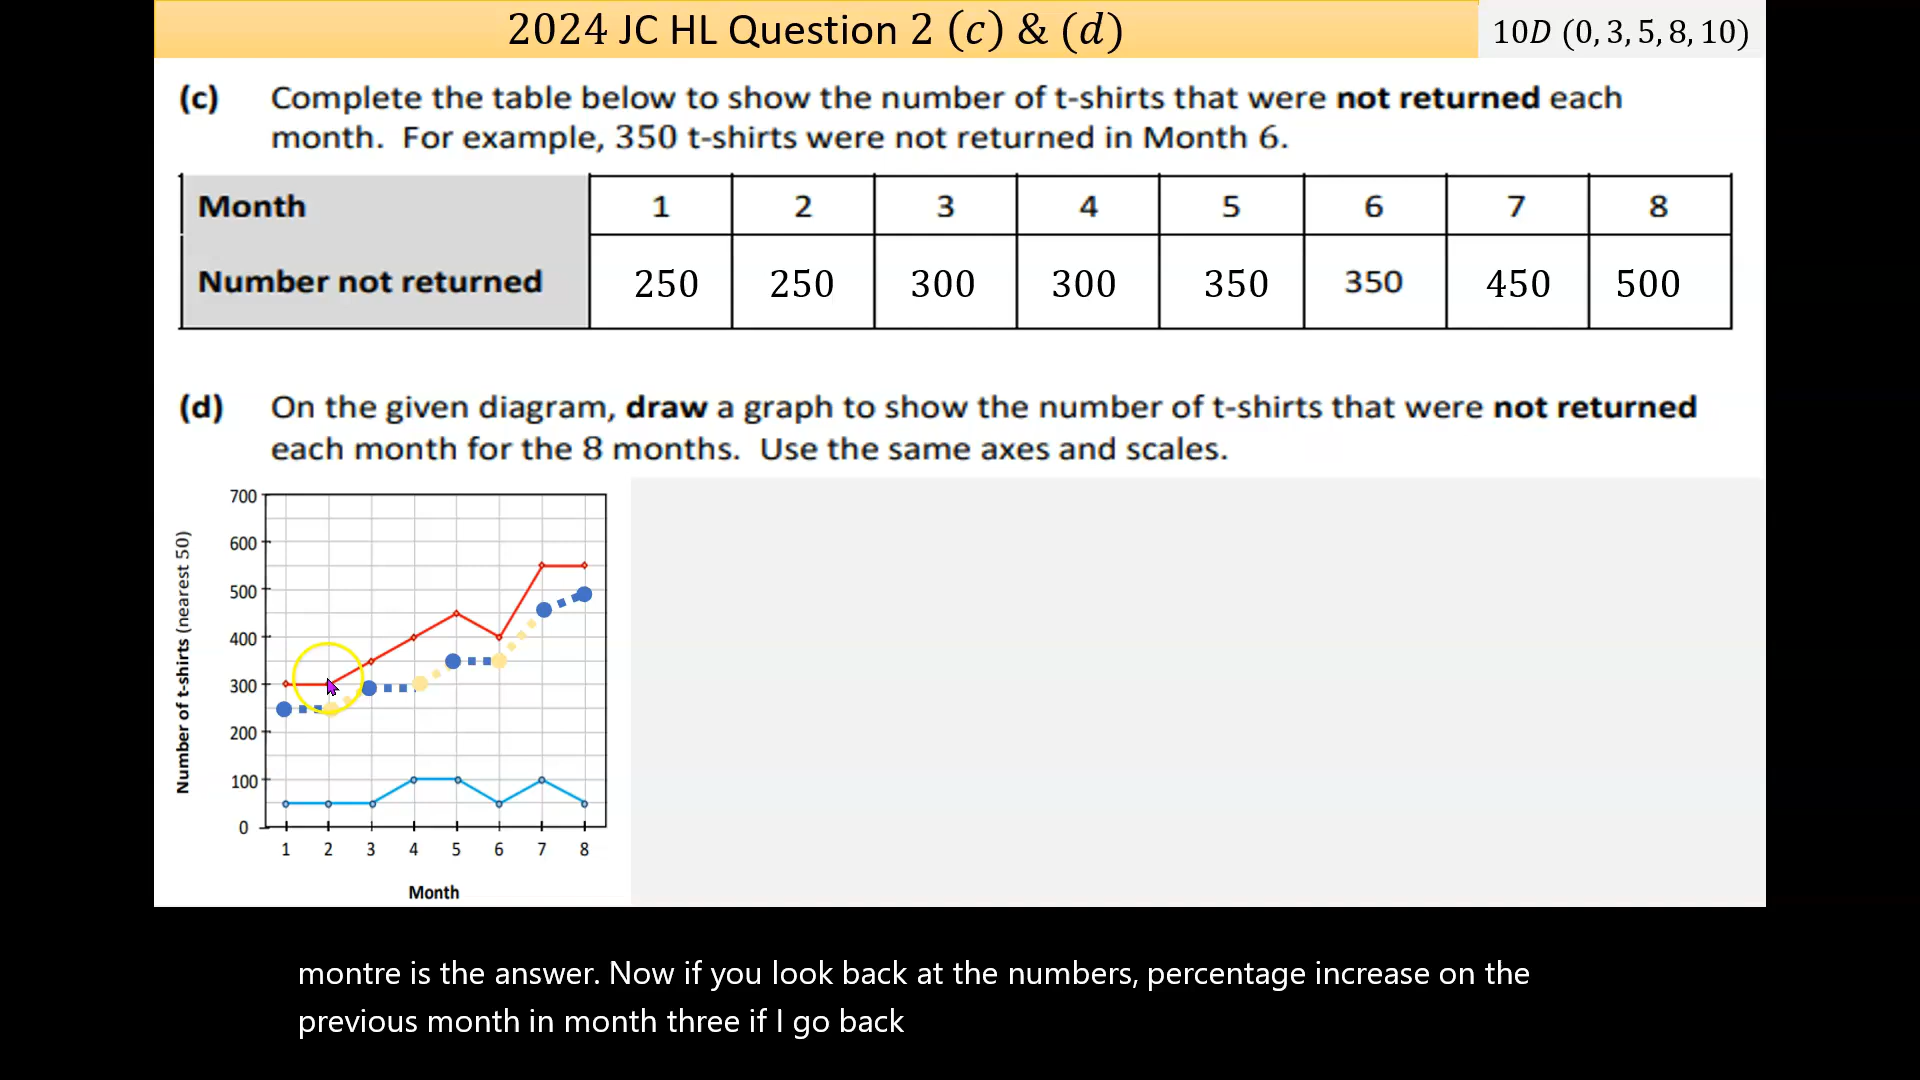 2024 JC HL Question 2 (c) & (d)
10D (0, 3, 5, 8, 10)
(c) Complete the table below to show the number of t-shirts that were not returned each
month. For example, 350 t-shirts were not returned in Month 6.
Month 1 2 3 4 5 6 7 8
Number not returned 250 250 300 300 350 350 450 500
(d) On the given diagram, draw a graph to show the number of t-shirts that were not returned
each month for the 8 months. Use the same axes and scales.
Number of t-shirts (nearest 50)
700
600
500
400
300
200
100
0
1 2 3 4 5 6 7 8
Month
montre is the answer. Now if you look back at the numbers, percentage increase on the
previous month in month three if I go back